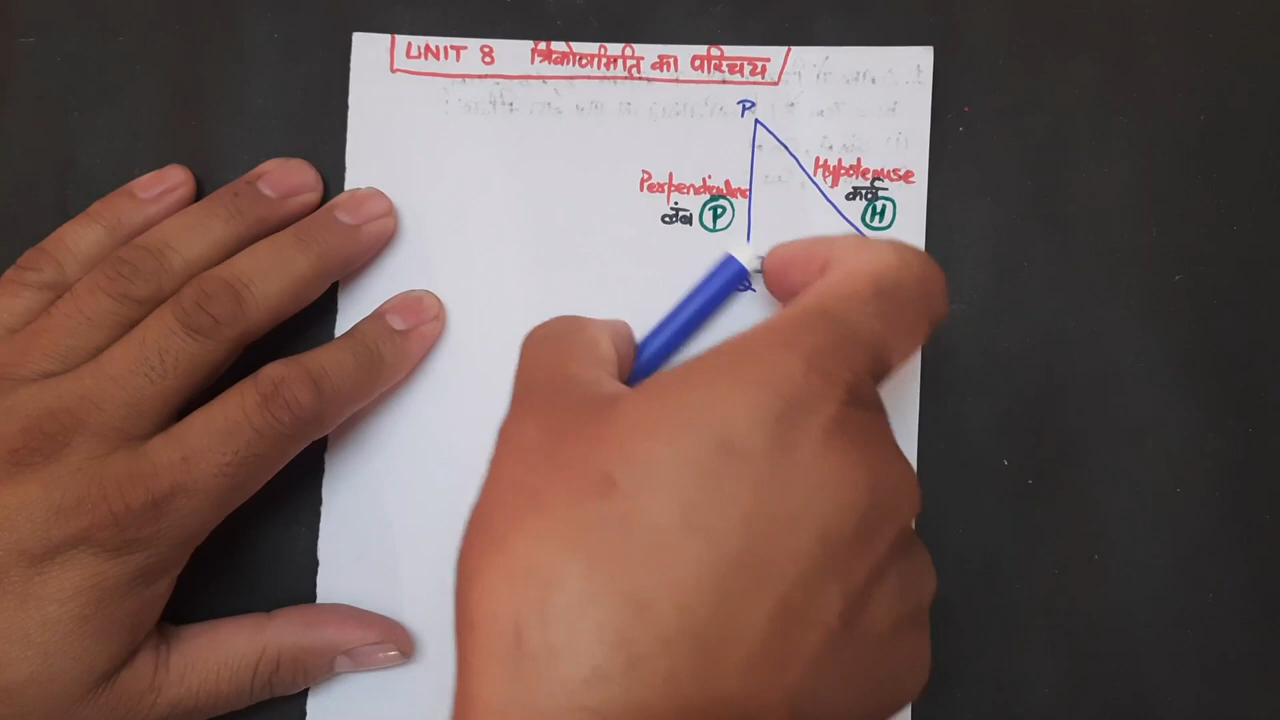 UNIT 8 त्रिकोणमिति का परिचय
P
Perpendicular Hypotenuse
लंब P कर्ण H
Q